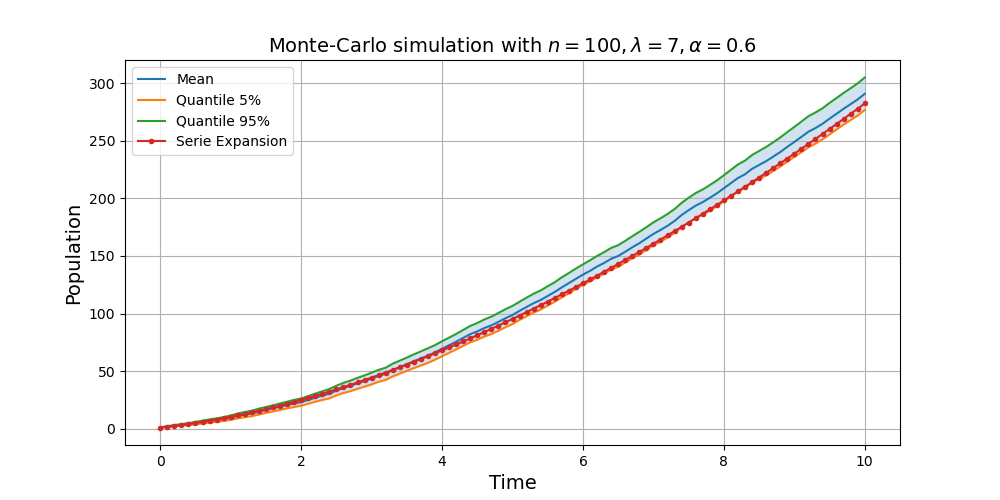 Monte-Carlo simulation with n = 100, λ = 7, α = 0.6
Mean
Quantile 5%
Quantile 95%
Serie Expansion
Population
300
250
200
150
100
50
0
0 2 4 6 8 10
Time